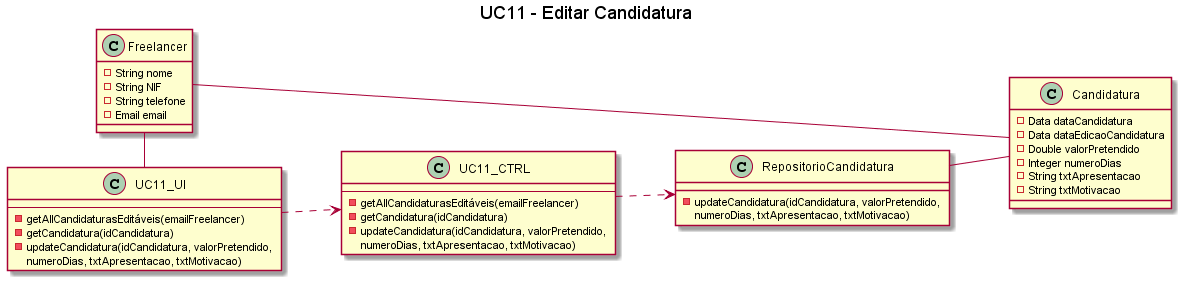 UC11 - Editar Candidatura
C Freelancer
String nome
String NIF
String telefone
Email email
C UC11_UI
getAllCandidaturasEditáveis(emailFreelancer)
getCandidatura(idCandidatura)
updateCandidatura(idCandidatura, valorPretendido,
numeroDias, txtApresentacao, txtMotivacao)
C UC11_CTRL
getAllCandidaturasEditáveis(emailFreelancer)
getCandidatura(idCandidatura)
updateCandidatura(idCandidatura, valorPretendido,
numeroDias, txtApresentacao, txtMotivacao)
C RepositorioCandidatura
updateCandidatura(idCandidatura, valorPretendido,
numeroDias, txtApresentacao, txtMotivacao)
C Candidatura
Data dataCandidatura
Data dataEdicaoCandidatura
Double valorPretendido
Integer numeroDias
String txtApresentacao
String txtMotivacao